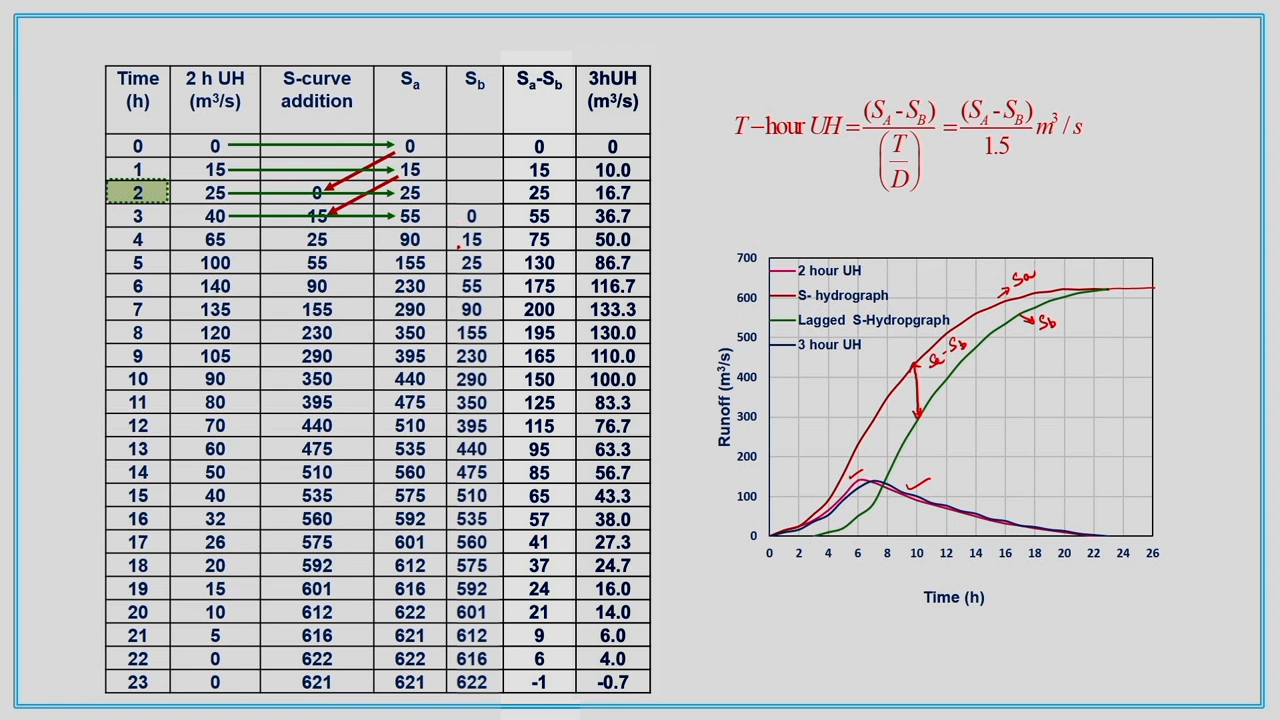 Time 2 h UH S-curve Sa Sb Sa-Sb 3hUH
(h) (m³/s) addition (m³/s)
0 0 0 0 0
1 15 15 15 10.0
2 25 0 25 25 16.7
3 40 15 55 0 55 36.7
4 65 25 90 15 75 50.0
5 100 55 155 25 130 86.7
6 140 90 230 55 175 116.7
7 135 155 290 90 200 133.3
8 120 230 350 155 195 130.0
9 105 290 395 230 165 110.0
10 90 350 440 290 150 100.0
11 80 395 475 350 125 83.3
12 70 440 510 395 115 76.7
13 60 475 535 440 95 63.3
14 50 510 560 475 85 56.7
15 40 535 575 510 65 43.3
16 32 560 592 535 57 38.0
17 26 575 601 560 41 27.3
18 20 592 612 575 37 24.7
19 15 601 616 592 24 16.0
20 10 612 622 601 21 14.0
21 5 616 621 612 9 6.0
22 0 622 622 616 6 4.0
23 0 621 621 622 -1 -0.7
T-hour UH = (SA - SB) / (T/D) = (SA - SB) / 1.5 m³/s
700
600
500
400
300
200
100
0
Runoff (m³/s)
2 hour UH
S- hydrograph
Lagged S-Hydropgraph
3 hour UH
Sa
Sb
Sa-Sb
0 2 4 6 8 10 12 14 16 18 20 22 24 26
Time (h)